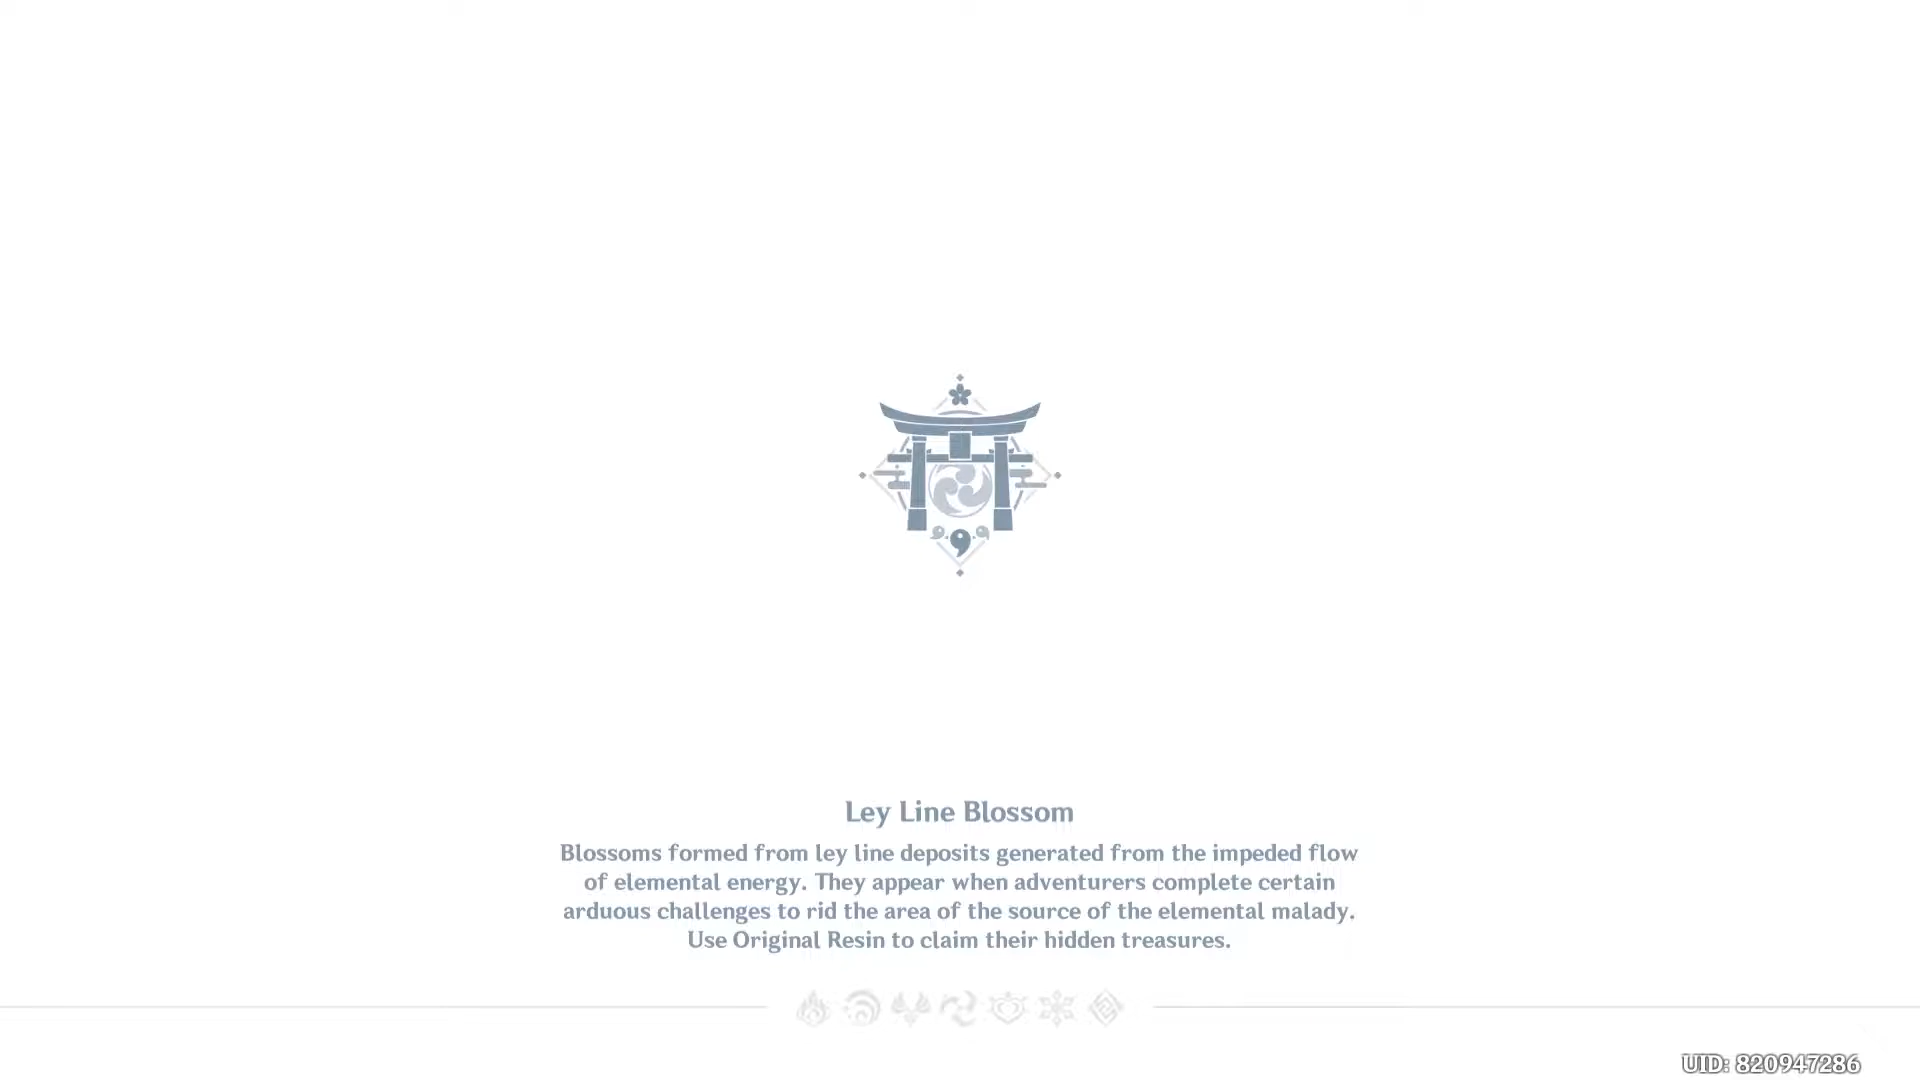 Ley Line Blossom
Blossoms formed from ley line deposits generated from the impeded flow
of elemental energy. They appear when adventurers complete certain
arduous challenges to rid the area of the source of the elemental malady.
Use Original Resin to claim their hidden treasures.
UID: 820947286